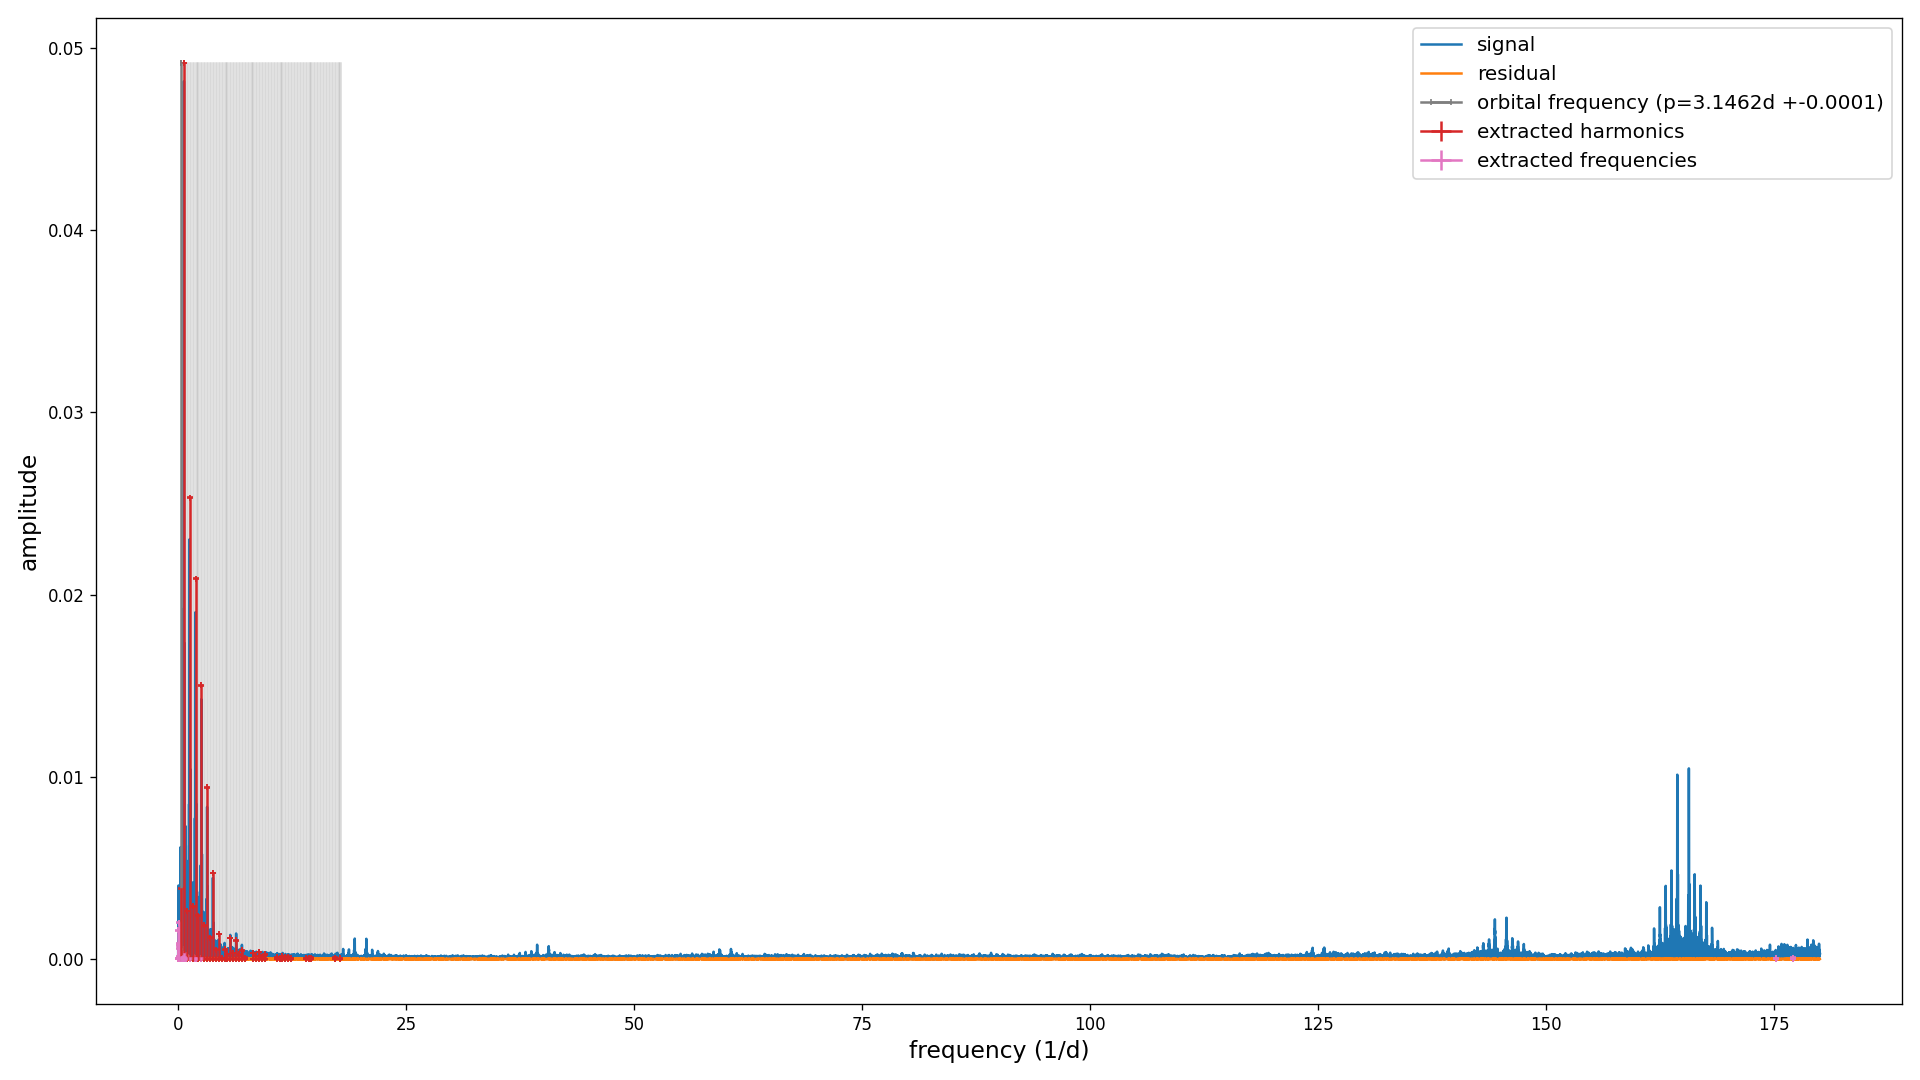 0.05
0.04
0.03
0.02
0.01
0.00
amplitude
signal
residual
orbital frequency (p=3.1462d +-0.0001)
extracted harmonics
extracted frequencies
0 25 50 75 100 125 150 175
frequency (1/d)